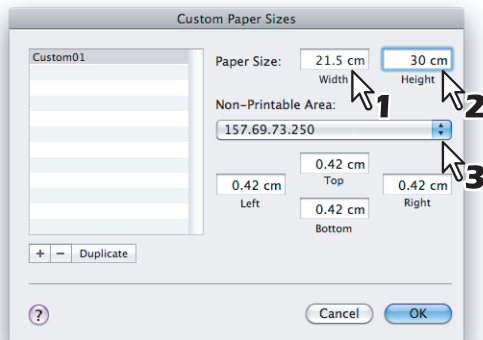 Custom Paper Sizes
Custom01
Paper Size:
21.5 cm
30 cm
Width
Height
1
2
Non-Printable Area:
157.69.73.250
3
0.42 cm
Top
0.42 cm
0.42 cm
Left
Right
0.42 cm
Bottom
+ − Duplicate
? Cancel OK